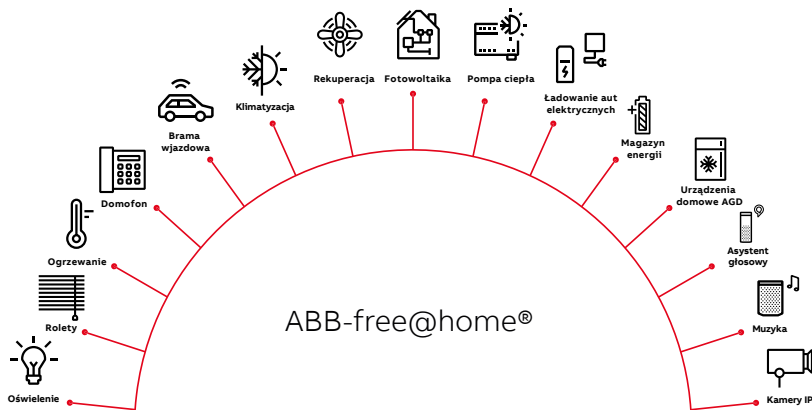 Oświelenie
Rolety
Ogrzewanie
Domofon
Brama
wjazdowa
Klimatyzacja
Rekuperacja
Fotowoltaika
Pompa ciepła
Ładowanie aut
elektrycznych
Magazyn
energii
Urządzenia
domowe AGD
Asystent
głosowy
Muzyka
Kamery IP
ABB-free@home®